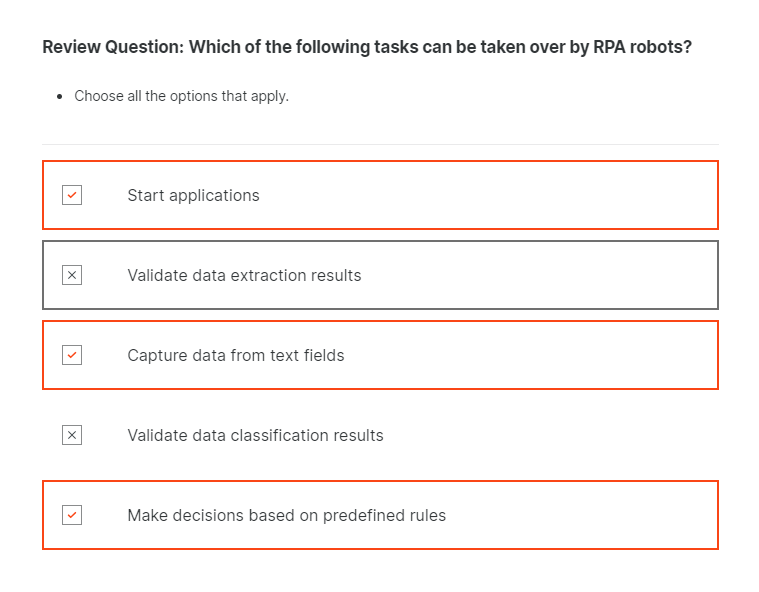 Review Question: Which of the following tasks can be taken over by RPA robots?
• Choose all the options that apply.
Start applications
Validate data extraction results
Capture data from text fields
Validate data classification results
Make decisions based on predefined rules